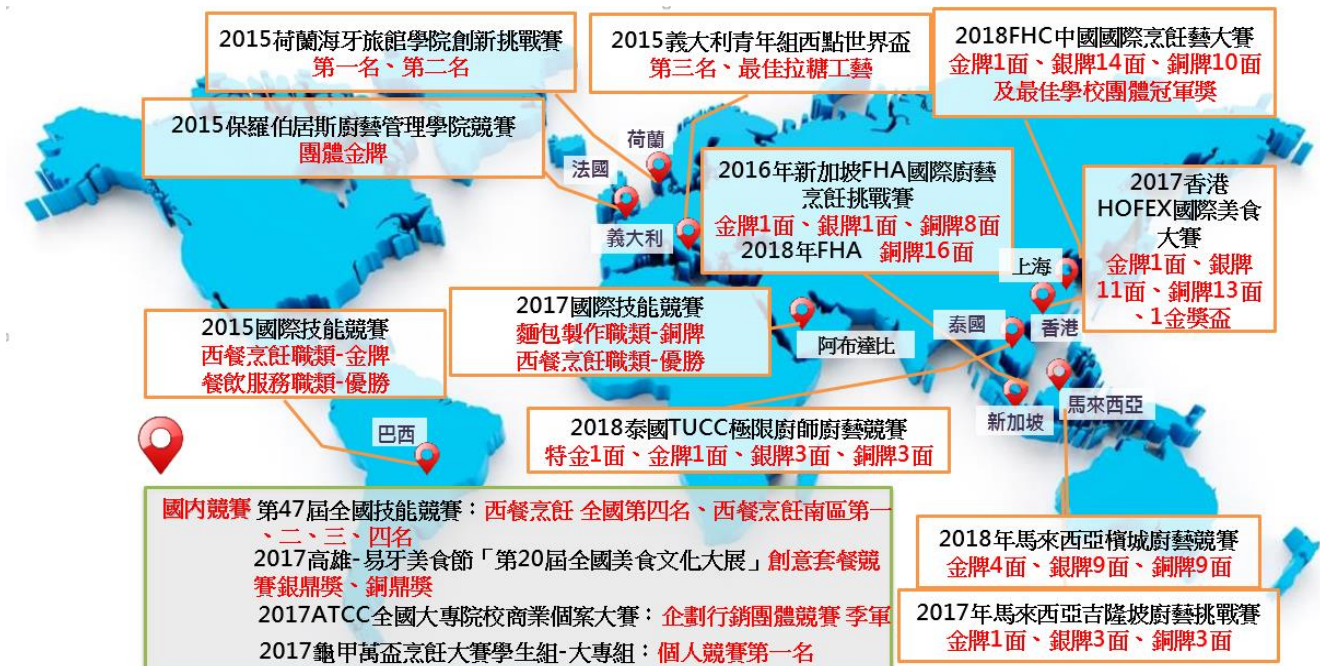 2015荷蘭海牙旅館學院創新挑戰賽
第一名、第二名
2015義大利青年組西點世界盃
第三名、最佳拉糖工藝
2018FHC中國國際烹飪藝大賽
金牌1面、銀牌14面、銅牌10面
及最佳學校團體冠軍獎
2015保羅伯居斯廚藝管理學院競賽
團體金牌
荷蘭
法國
義大利
2016年新加坡FHA國際廚藝
烹飪挑戰賽
金牌1面、銀牌1面、銅牌8面
2018年FHA 銅牌16面
2017香港
HOFEX國際美食
大賽
金牌1面、銀牌
11面、銅牌13面
、1金獎盃
上海
香港
泰國
2015國際技能競賽
西餐烹飪職類-金牌
餐飲服務職類-優勝
2017國際技能競賽
麵包製作職類-銅牌
西餐烹飪職類-優勝
阿布達比
巴西
2018泰國TUCC極限廚師廚藝競賽
特金1面、金牌1面、銀牌3面、銅牌3面
新加坡
馬來西亞
國內競賽 第47屆全國技能競賽：西餐烹飪 全國第四名、西餐烹飪南區第一
、二、三、四名
2017高雄-易牙美食節「第20屆全國美食文化大展」創意套餐競
賽銀鼎獎、銅鼎獎
2017ATCC全國大專院校商業個案大賽：企劃行銷團體競賽 季軍
2017龜甲萬盃烹飪大賽學生組-大專組：個人競賽第一名
2018年馬來西亞檳城廚藝競賽
金牌4面、銀牌9面、銅牌9面
2017年馬來西亞吉隆坡廚藝挑戰賽
金牌1面、銀牌3面、銅牌3面